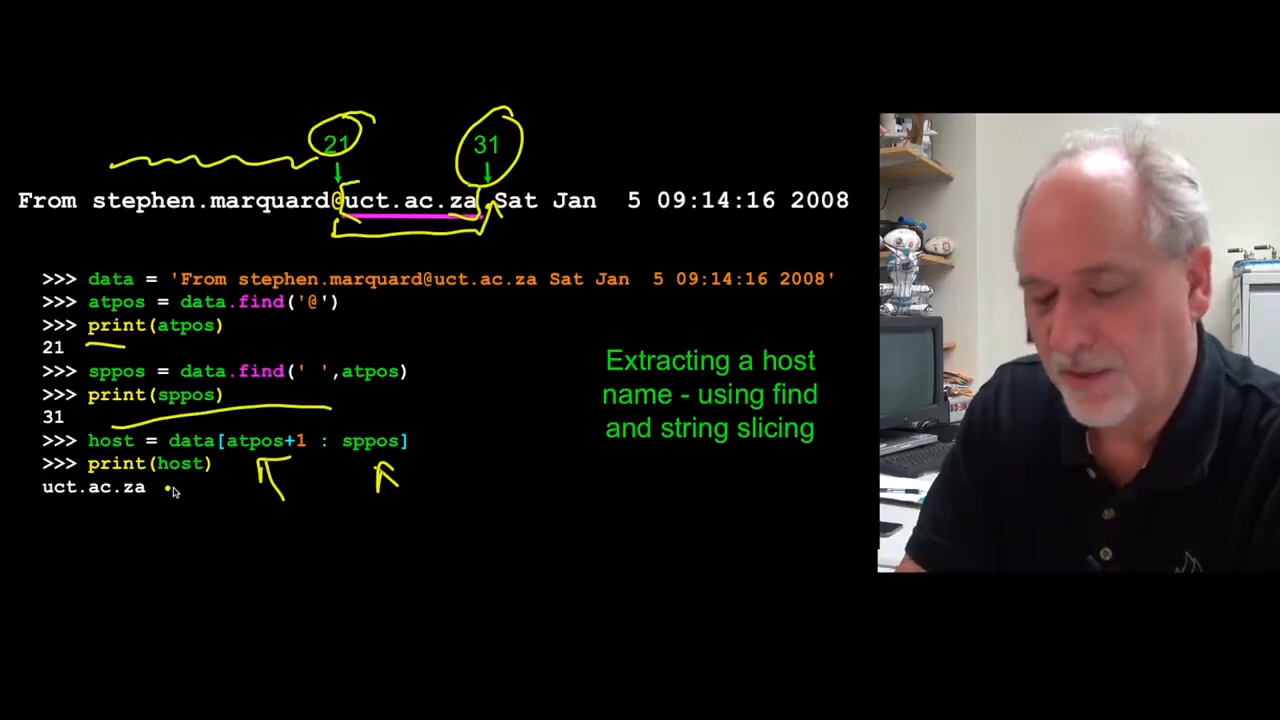 21 31
From stephen.marquard@uct.ac.za Sat Jan  5 09:14:16 2008
>>> data = 'From stephen.marquard@uct.ac.za Sat Jan  5 09:14:16 2008'
>>> atpos = data.find('@')
>>> print(atpos)
21
>>> sppos = data.find(' ',atpos)
>>> print(sppos)
31
>>> host = data[atpos+1 : sppos]
>>> print(host)
uct.ac.za
Extracting a host
name - using find
and string slicing